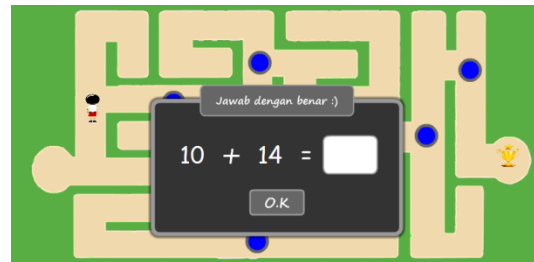 Jawab dengan benar :)
10 + 14 =
O.K